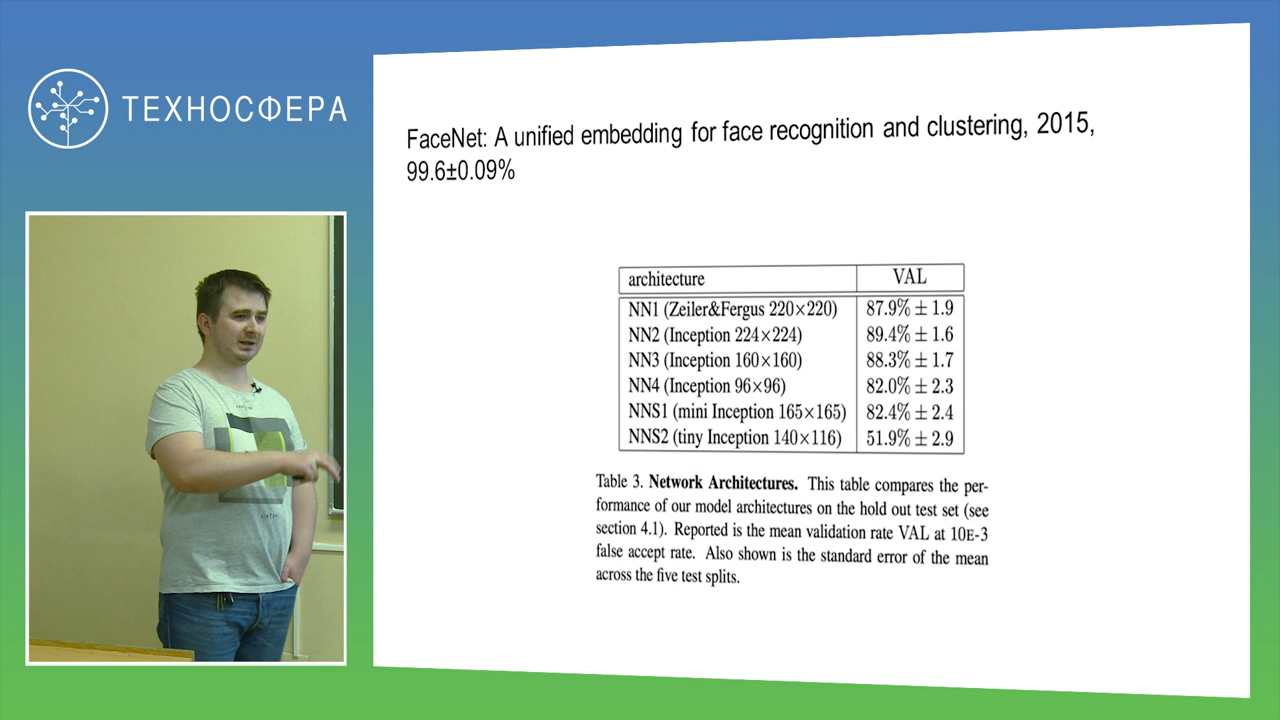 ТЕХНОСФЕРА
FaceNet: A unified embedding for face recognition and clustering, 2015,
99.6±0.09%
architecture VAL
NN1 (Zeiler&Fergus 220×220) 87.9% ± 1.9
NN2 (Inception 224×224) 89.4% ± 1.6
NN3 (Inception 160×160) 88.3% ± 1.7
NN4 (Inception 96×96) 82.0% ± 2.3
NNS1 (mini Inception 165×165) 82.4% ± 2.4
NNS2 (tiny Inception 140×116) 51.9% ± 2.9
Table 3. Network Architectures. This table compares the per-
formance of our model architectures on the hold out test set (see
section 4.1). Reported is the mean validation rate VAL at 10E-3
false accept rate. Also shown is the standard error of the mean
across the five test splits.